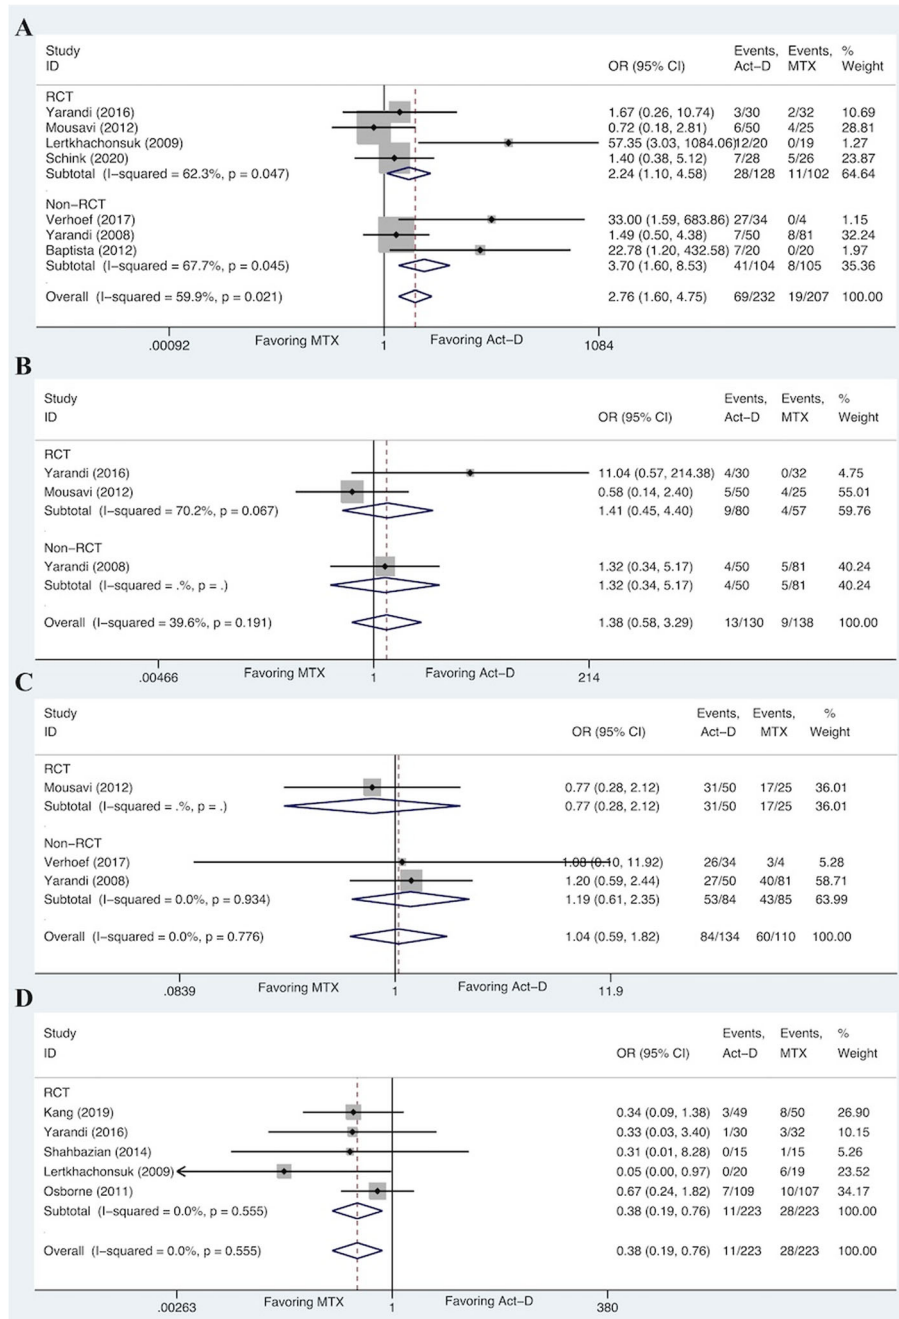 A
Study Events, Events, %
ID OR (95% CI) Act–D MTX Weight
RCT
Yarandi (2016) 1.67 (0.26, 10.74) 3/30 2/32 10.69
Mousavi (2012) 0.72 (0.18, 2.81) 6/50 4/25 28.81
Lertkhachonsuk (2009) 57.35 (3.03, 1084.06)12/20 0/19 1.27
Schink (2020) 1.40 (0.38, 5.12) 7/28 5/26 23.87
Subtotal (I–squared = 62.3%, p = 0.047) 2.24 (1.10, 4.58) 28/128 11/102 64.64
.
Non–RCT
Verhoef (2017) 33.00 (1.59, 683.86) 27/34 0/4 1.15
Yarandi (2008) 1.49 (0.50, 4.38) 7/50 8/81 32.24
Baptista (2012) 22.78 (1.20, 432.58) 7/20 0/20 1.97
Subtotal (I–squared = 67.7%, p = 0.045) 3.70 (1.60, 8.53) 41/104 8/105 35.36
.
Overall (I–squared = 59.9%, p = 0.021) 2.76 (1.60, 4.75) 69/232 19/207 100.00
Favoring MTX Favoring Act–D
.00092 1 1084
B
Study Events, Events, %
ID OR (95% CI) Act–D MTX Weight
RCT
Yarandi (2016) 11.04 (0.57, 214.38) 4/30 0/32 4.75
Mousavi (2012) 0.58 (0.14, 2.40) 5/50 4/25 55.01
Subtotal (I–squared = 70.2%, p = 0.067) 1.41 (0.45, 4.40) 9/80 4/57 59.76
.
Non–RCT
Yarandi (2008) 1.32 (0.34, 5.17) 4/50 5/81 40.24
Subtotal (I–squared = .%, p = .) 1.32 (0.34, 5.17) 4/50 5/81 40.24
.
Overall (I–squared = 39.6%, p = 0.191) 1.38 (0.58, 3.29) 13/130 9/138 100.00
Favoring MTX Favoring Act–D
.00466 1 214
C
Study Events, Events, %
ID OR (95% CI) Act–D MTX Weight
RCT
Mousavi (2012) 0.77 (0.28, 2.12) 31/50 17/25 36.01
Subtotal (I–squared = .%, p = .) 0.77 (0.28, 2.12) 31/50 17/25 36.01
.
Non–RCT
Verhoef (2017) 1.08 (0.10, 11.92) 26/34 3/4 5.28
Yarandi (2008) 1.20 (0.59, 2.44) 27/50 40/81 58.71
Subtotal (I–squared = 0.0%, p = 0.934) 1.19 (0.61, 2.35) 53/84 43/85 63.99
.
Overall (I–squared = 0.0%, p = 0.776) 1.04 (0.59, 1.82) 84/134 60/110 100.00
Favoring MTX Favoring Act–D
.0839 1 11.9
D
Study Events, Events, %
ID OR (95% CI) Act–D MTX Weight
RCT
Kang (2019) 0.34 (0.09, 1.38) 3/49 8/50 26.90
Yarandi (2016) 0.33 (0.03, 3.40) 1/30 3/32 10.15
Shahbazian (2014) 0.31 (0.01, 8.28) 0/15 1/15 5.26
Lertkhachonsuk (2009) 0.05 (0.00, 0.97) 0/20 6/19 23.52
Osborne (2011) 0.67 (0.24, 1.82) 7/109 10/107 34.17
Subtotal (I–squared = 0.0%, p = 0.555) 0.38 (0.19, 0.76) 11/223 28/223 100.00
.
Overall (I–squared = 0.0%, p = 0.555) 0.38 (0.19, 0.76) 11/223 28/223 100.00
Favoring MTX Favoring Act–D
.00263 1 380